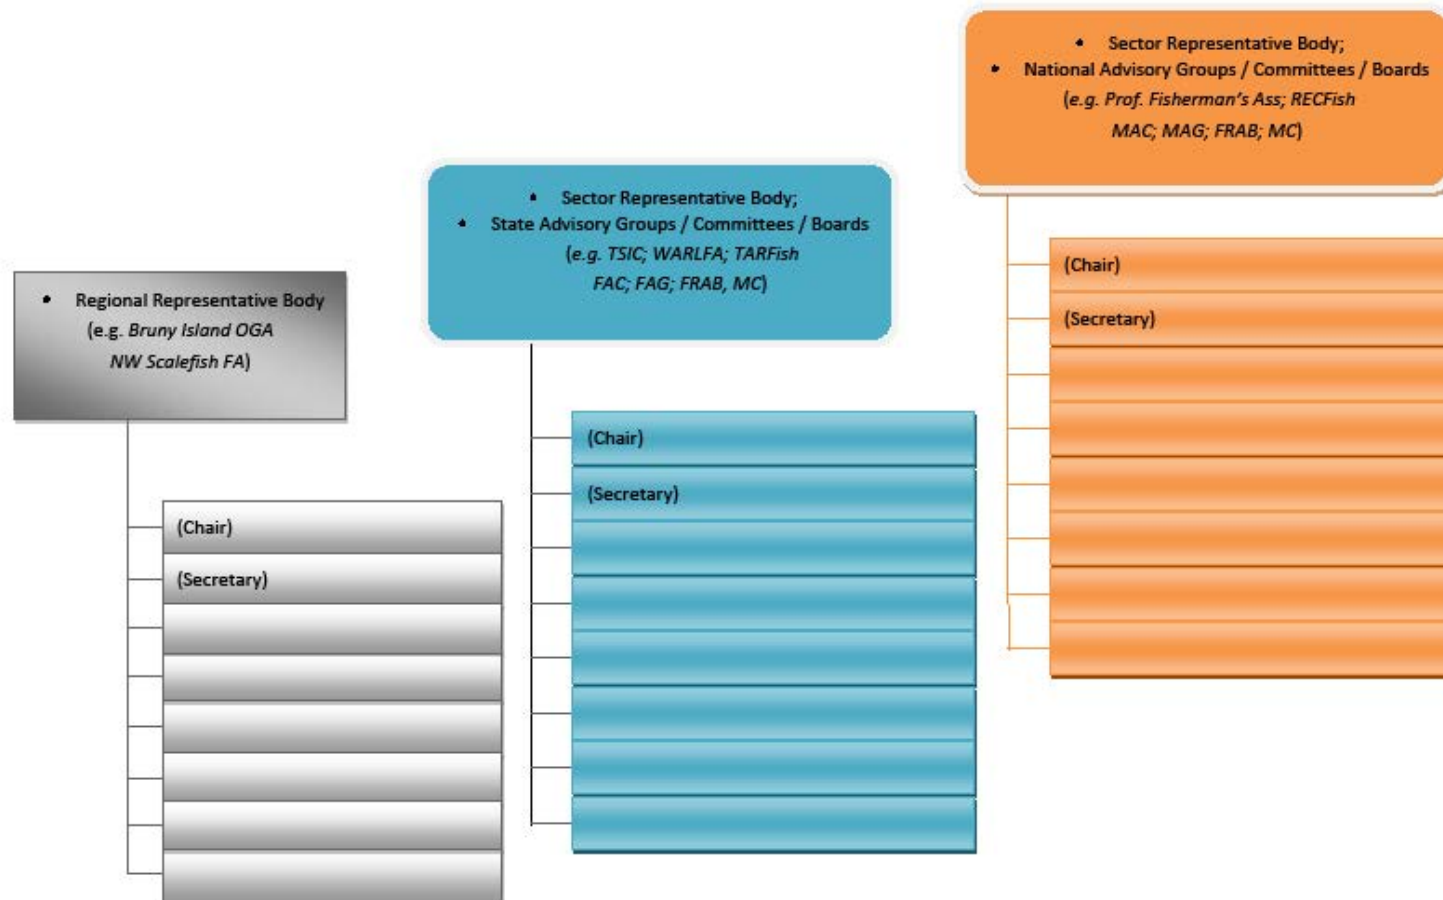 • Regional Representative Body
(e.g. Bruny Island OGA
NW Scalefish FA)
(Chair)
(Secretary)
• Sector Representative Body;
• State Advisory Groups / Committees / Boards
(e.g. TSIC; WARLFA; TARFish
FAC; FAG; FRAB, MC)
(Chair)
(Secretary)
• Sector Representative Body;
• National Advisory Groups / Committees / Boards
(e.g. Prof. Fisherman's Ass; RECFish
MAC; MAG; FRAB; MC)
(Chair)
(Secretary)